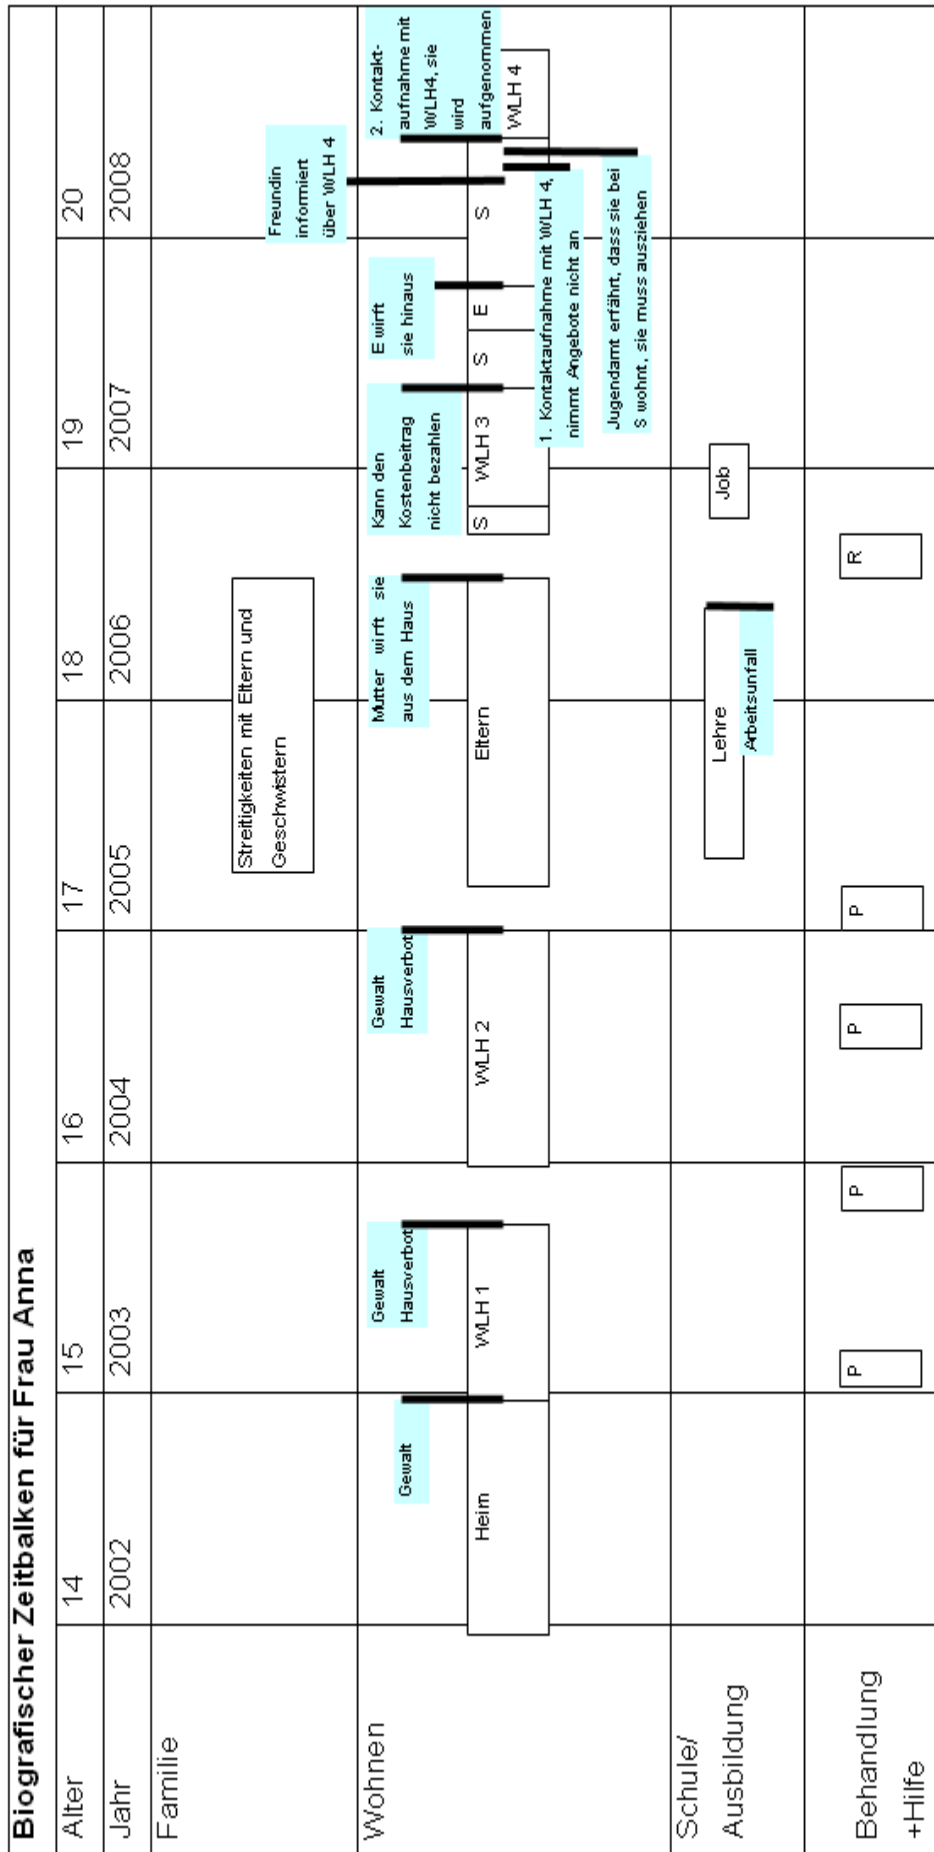 Biografischer Zeitbalken für Frau Anna
Alter
14
15
16
17
18
19
20
Jahr
2002
2003
2004
2005
2006
2007
2008
Familie
Streitigkeiten mit Eltern und
Geschwistern
Freundin
informiert
über WLH 4
Wohnen
Gewalt
Gewalt
Hausverbot
Gewalt
Hausverbot
Mutter wirft sie
aus dem Haus
Kann den
Kostenbeitrag
nicht bezahlen
E wirft
sie hinaus
2. Kontakt-
aufnahme mit
WLH4, sie
wird
aufgenommen
Heim
WLH 1
WLH 2
Eltern
S
WLH 3
S
E
S
WLH 4
1. Kontaktaufnahme mit WLH 4,
nimmt Angebote nicht an
Jugendamt erfährt, dass sie bei
S wohnt, sie muss ausziehen
Schule/
Ausbildung
Lehre
Arbeitsunfall
Job
Behandlung
+Hilfe
P
P
P
P
R